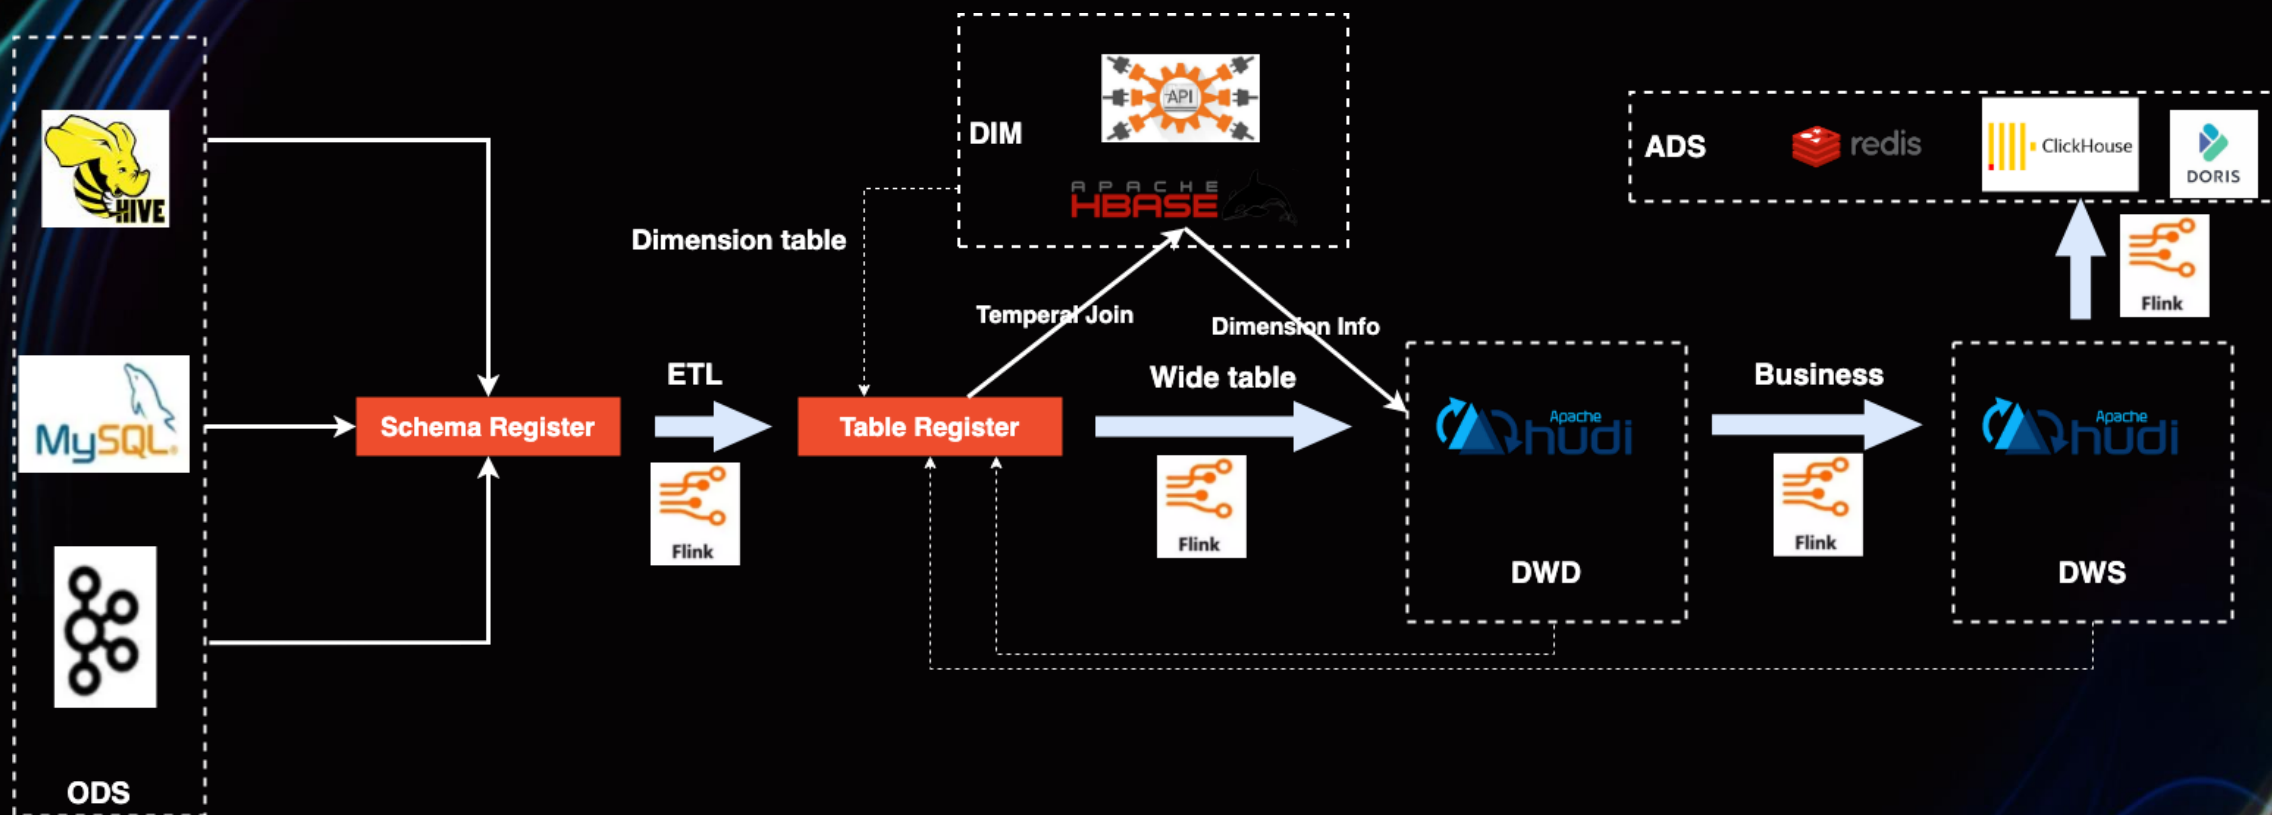 HIVE
MySQL
ODS
Schema Register
ETL
Flink
Dimension table
Table Register
DIM
API
APACHE
HBASE
Temperal Join
Dimension Info
Wide table
Flink
Apache
hudi
DWD
Business
Flink
Apache
hudi
DWS
Flink
ADS
redis
ClickHouse
DORIS